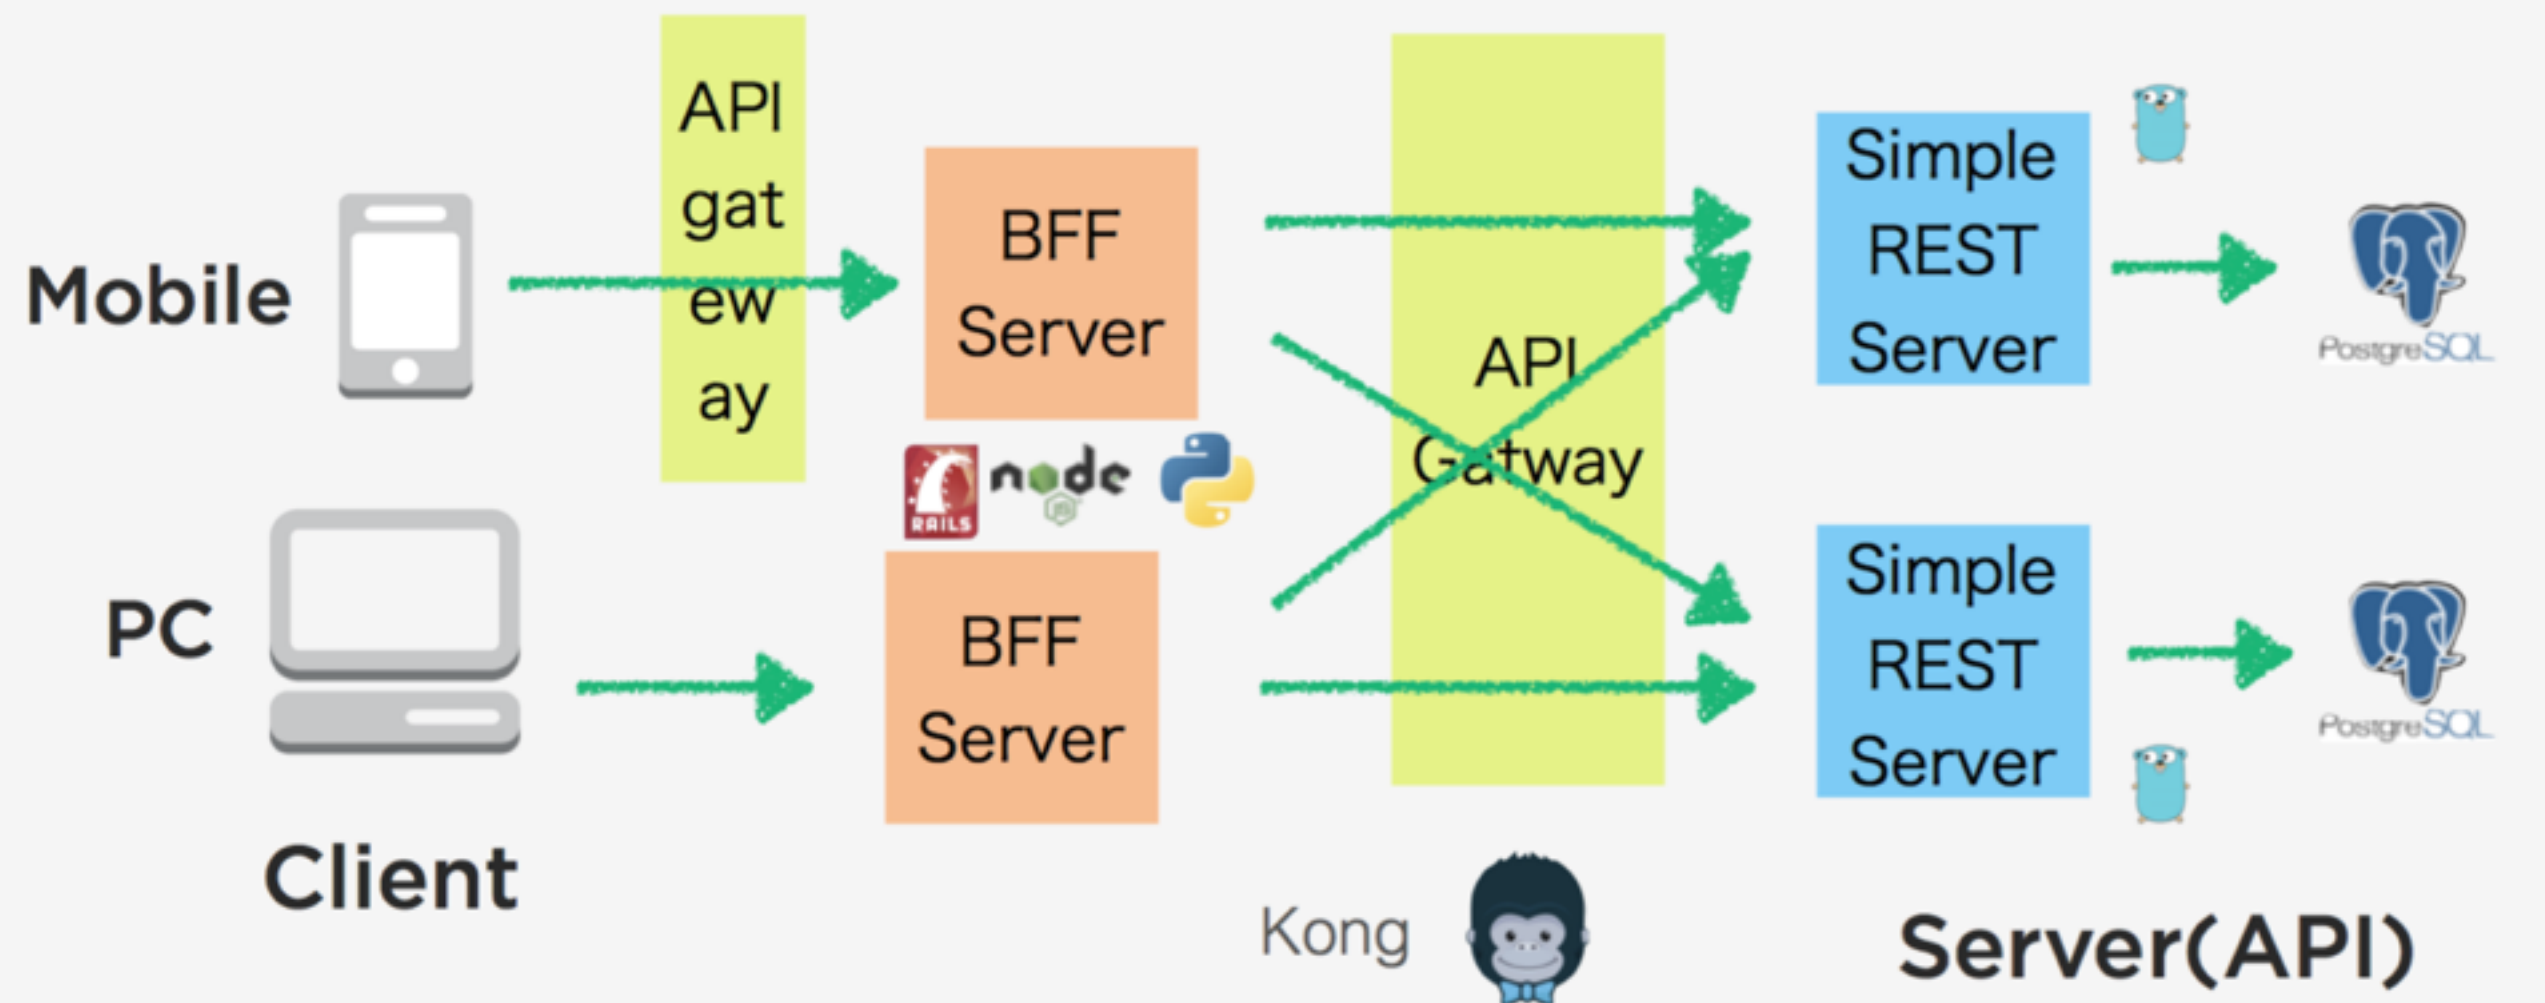 Mobile
PC
Client
API
gat
ew
ay
BFF
Server
RAILS
node
JS
BFF
Server
API
Gatway
Kong
Simple
REST
Server
PostgreSQL
Simple
REST
Server
PostgreSQL
Server(API)